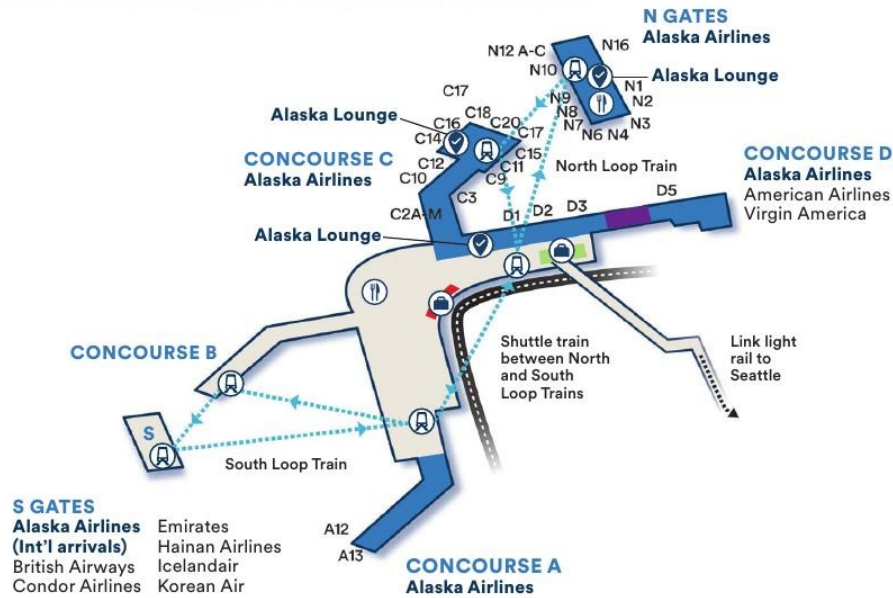 N GATES
Alaska Airlines
N12 A-C
N16
N10
Alaska Lounge
N1
N2
N9
N8
N7
N3
N6 N4
C17
Alaska Lounge
C18
C16
C20
C14
C17
C15
C12
C11
C10
C9
C3
C2A-M
CONCOURSE C
Alaska Airlines
North Loop Train
CONCOURSE D
Alaska Airlines
American Airlines
Virgin America
D1
D2
D3
D5
Alaska Lounge
CONCOURSE B
Shuttle train
between North
and South
Loop Trains
Link light
rail to
Seattle
S
South Loop Train
S GATES
Alaska Airlines
(Int'l arrivals)
British Airways
Condor Airlines
Emirates
Hainan Airlines
Icelandair
Korean Air
A12
A13
CONCOURSE A
Alaska Airlines